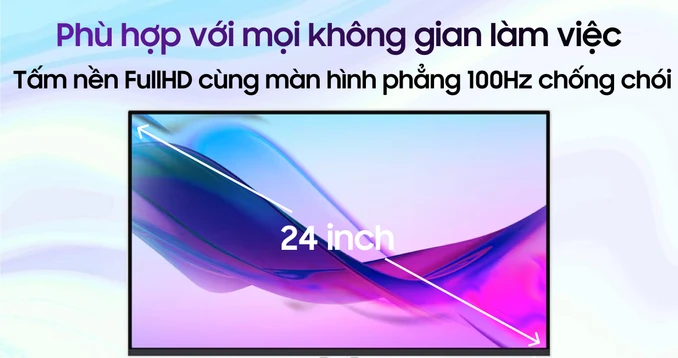 Phù hợp với mọi không gian làm việc
Tấm nền FullHD cùng màn hình phẳng 100Hz chống chói
24 inch